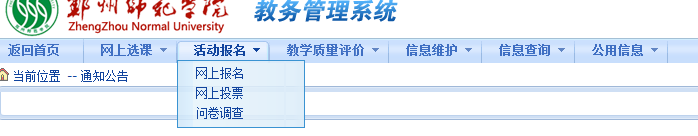 郑州师范学院 教务管理系统
ZhengZhou Normal University
返回首页 网上选课 活动报名 教学质量评价 信息维护 信息查询 公用信息
当前位置 -- 通知公告
网上报名
网上投票
问卷调查